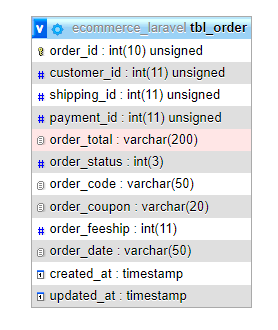 v ecommerce_laravel tbl_order
order_id : int(10) unsigned
# customer_id : int(11) unsigned
# shipping_id : int(11) unsigned
# payment_id : int(11) unsigned
order_total : varchar(200)
# order_status : int(3)
order_code : varchar(50)
order_coupon : varchar(20)
# order_feeship : int(11)
order_date : varchar(50)
created_at : timestamp
updated_at : timestamp